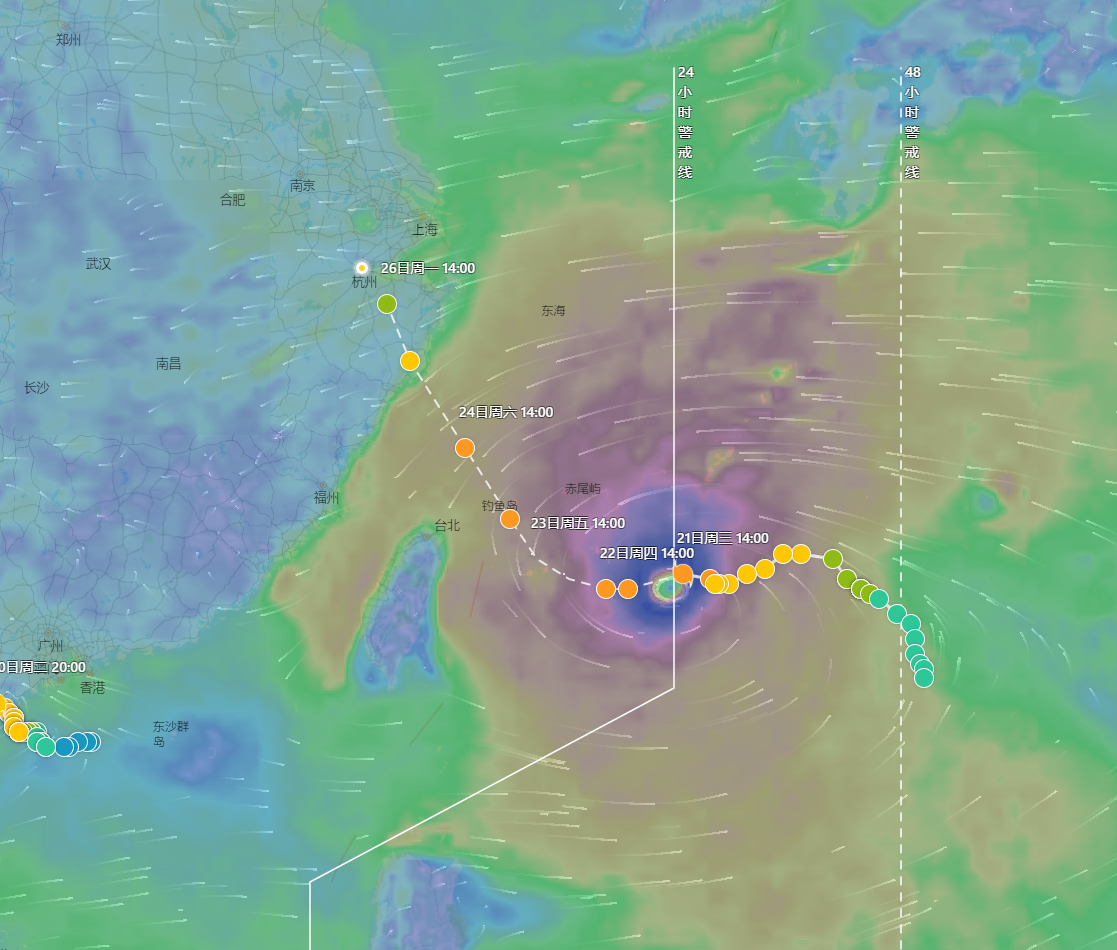 郑州
24
小
时
警
戒
线
48
小
时
警
戒
线
南京
合肥
上海
武汉
26日周一 14:00
杭州
东海
南昌
长沙
24日周六 14:00
赤尾屿
福州
钓鱼岛
台北
23日周五 14:00
21日周三 14:00
22日周四 14:00
广州
0日周二 20:00
香港
东沙群
岛